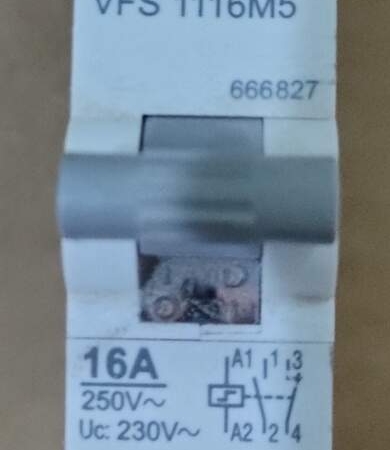 VFS 1116M5
666827
16A
250V~
Uc: 230V~
A1 1 3
A2 2 4